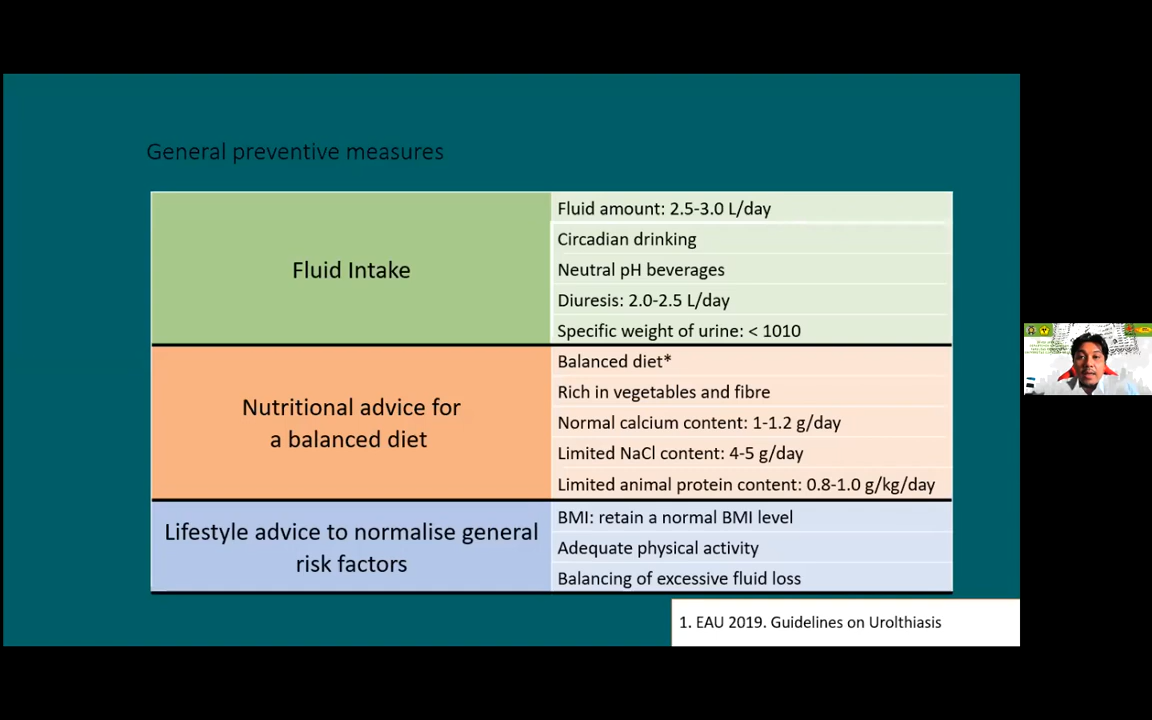 General preventive measures
Fluid Intake
Fluid amount: 2.5-3.0 L/day
Circadian drinking
Neutral pH beverages
Diuresis: 2.0-2.5 L/day
Specific weight of urine: < 1010
Nutritional advice for
a balanced diet
Balanced diet*
Rich in vegetables and fibre
Normal calcium content: 1-1.2 g/day
Limited NaCl content: 4-5 g/day
Limited animal protein content: 0.8-1.0 g/kg/day
Lifestyle advice to normalise general
risk factors
BMI: retain a normal BMI level
Adequate physical activity
Balancing of excessive fluid loss
1. EAU 2019. Guidelines on Urolthiasis